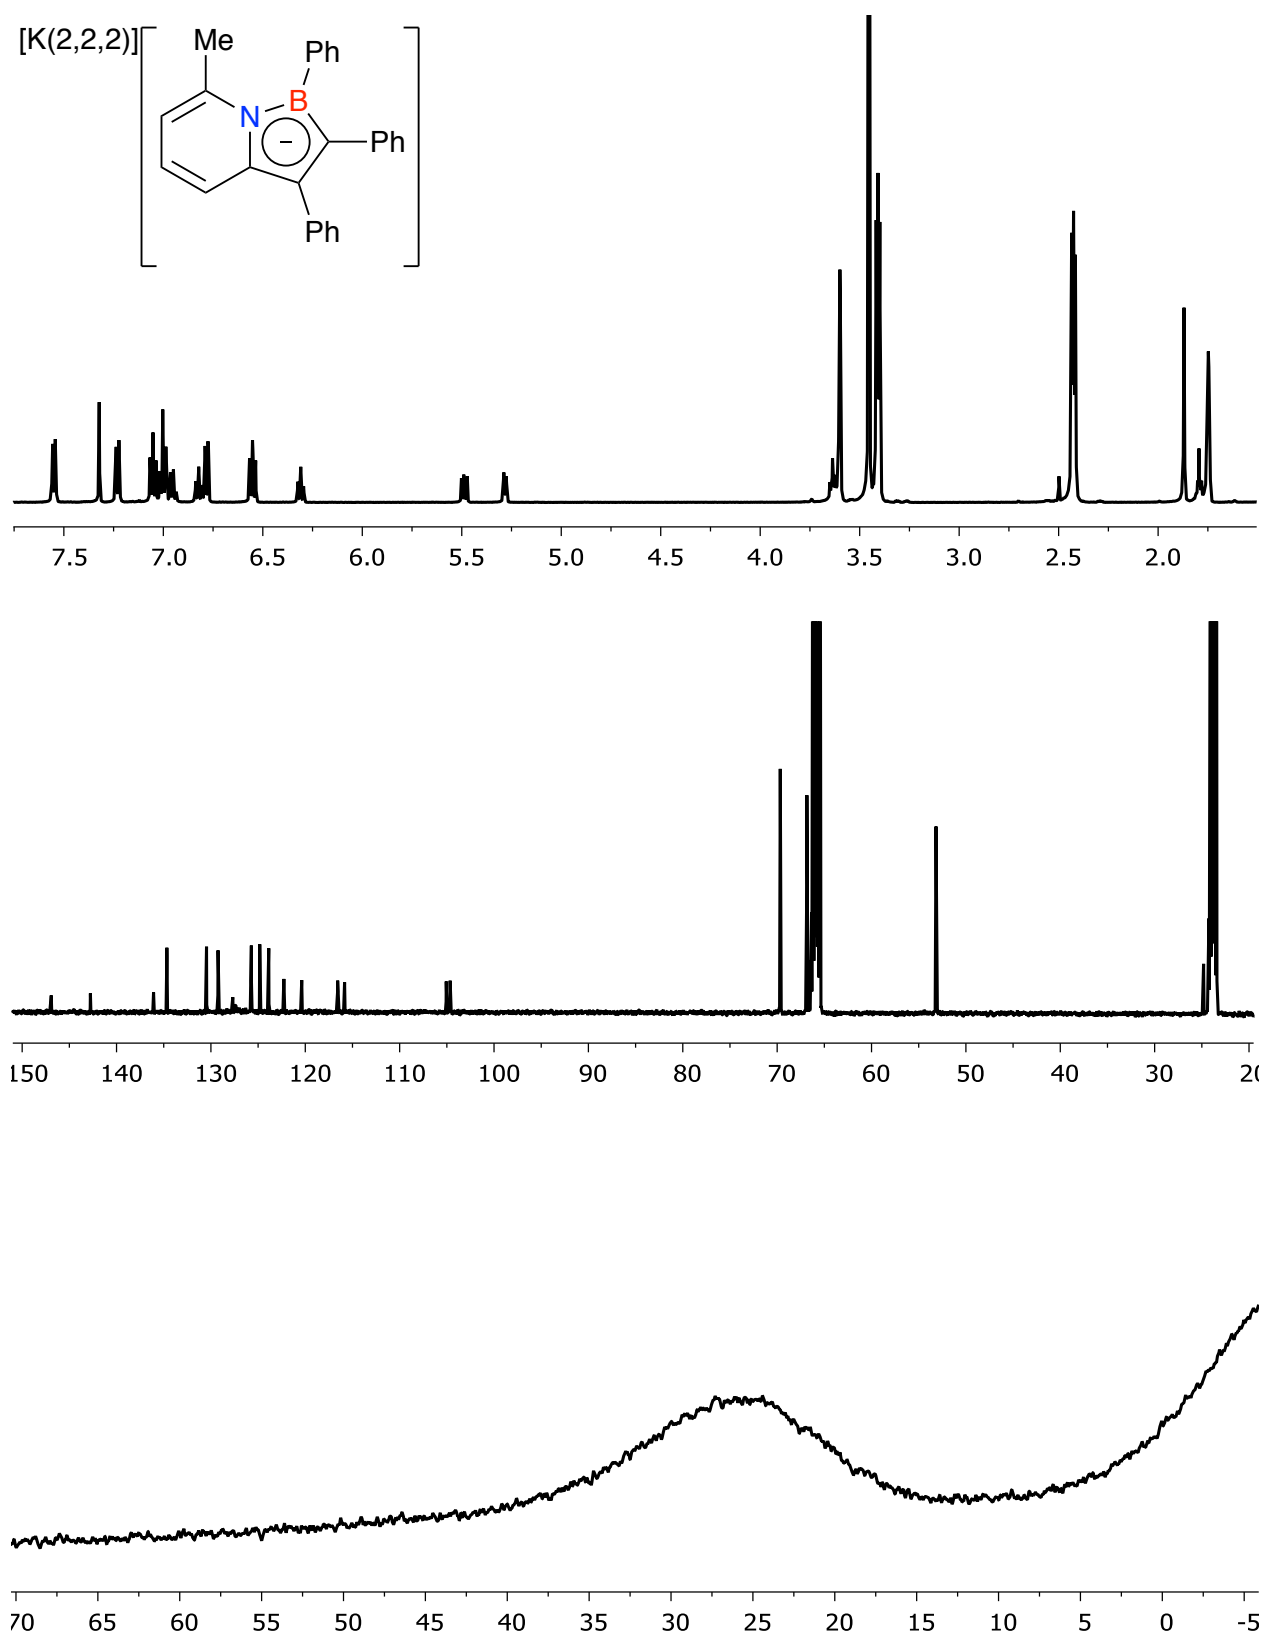 [K(2,2,2)]
Me
Ph
N
B
−
Ph
Ph
7.5 7.0 6.5 6.0 5.5 5.0 4.5 4.0 3.5 3.0 2.5 2.0
150 140 130 120 110 100 90 80 70 60 50 40 30 20
70 65 60 55 50 45 40 35 30 25 20 15 10 5 0 -5